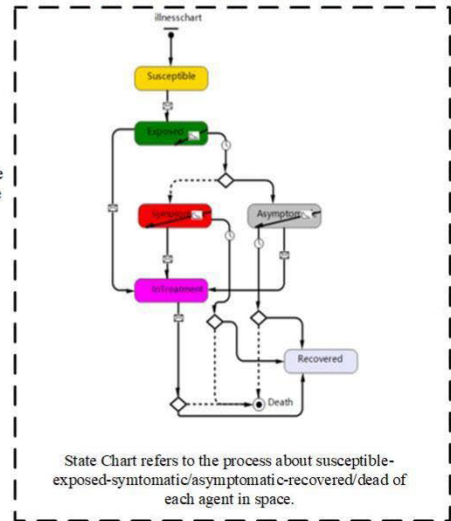 illnesschart
Susceptible
Exposed
Asymptom
InTreatment
Recovered
Death
State Chart refers to the process about susceptible-
exposed-symtomatic/asymptomatic-recovered/dead of
each agent in space.